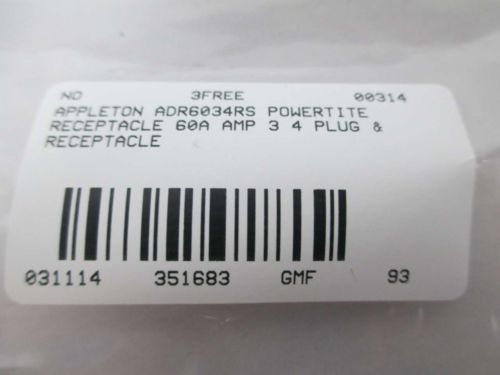 NO 3FREE 00314
APPLETON ADR6034RS POWERTITE
RECEPTACLE 60A AMP 3 4 PLUG &
RECEPTACLE
031114 351683 GMF 93